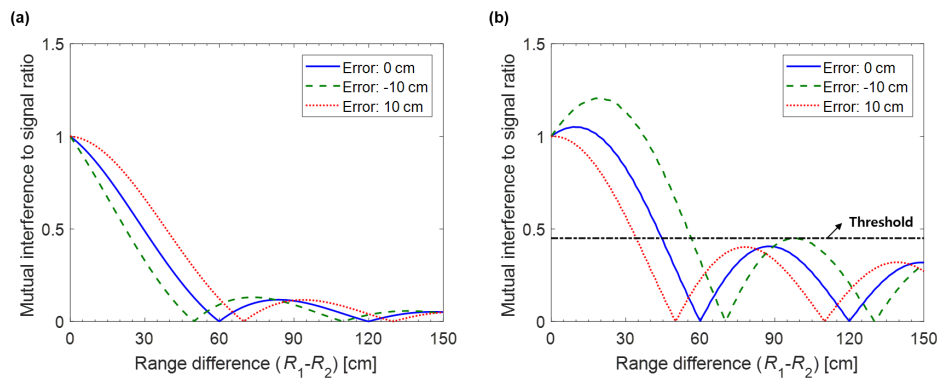 (a)
Mutual interference to signal ratio
1.5
1
0.5
0
0 30 60 90 120 150
Range difference (R1-R2) [cm]
Error: 0 cm
Error: -10 cm
Error: 10 cm
(b)
Mutual interference to signal ratio
1.5
1
0.5
0
0 30 60 90 120 150
Range difference (R1-R2) [cm]
Error: 0 cm
Error: -10 cm
Error: 10 cm
Threshold